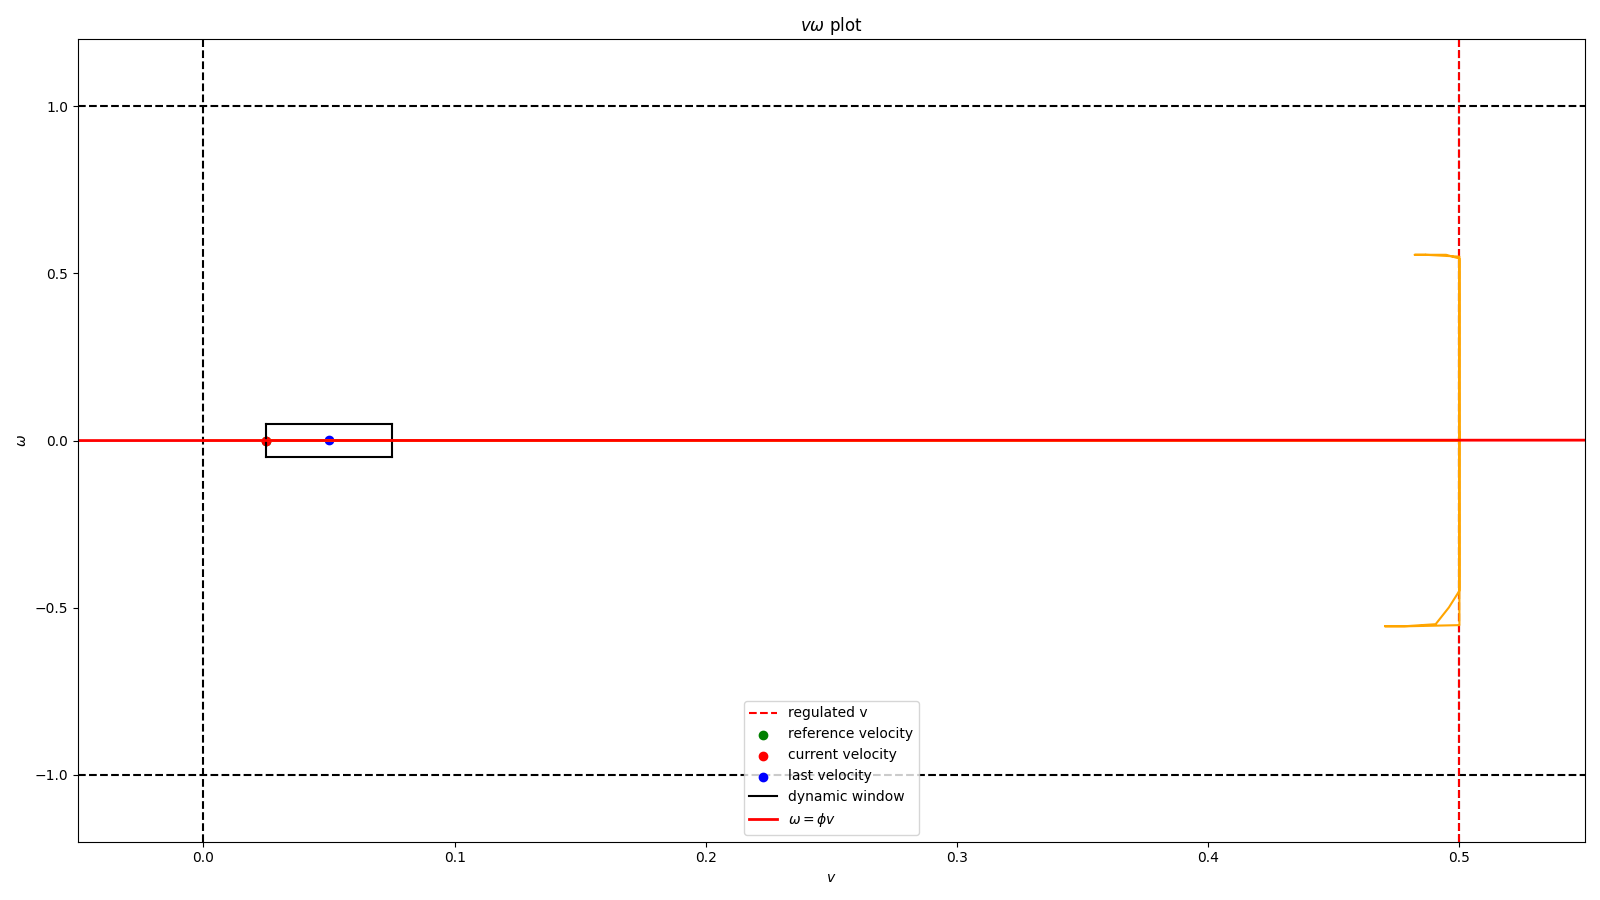 vω plot
1.0
0.5
0.0
−0.5
−1.0
ω
0.0 0.1 0.2 0.3 0.4 0.5
v
regulated v
reference velocity
current velocity
last velocity
dynamic window
ω = ϕv